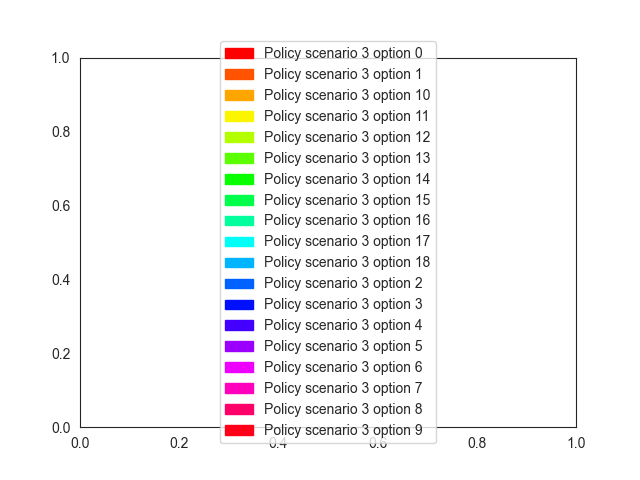 Policy scenario 3 option 0
Policy scenario 3 option 1
Policy scenario 3 option 10
Policy scenario 3 option 11
Policy scenario 3 option 12
Policy scenario 3 option 13
Policy scenario 3 option 14
Policy scenario 3 option 15
Policy scenario 3 option 16
Policy scenario 3 option 17
Policy scenario 3 option 18
Policy scenario 3 option 2
Policy scenario 3 option 3
Policy scenario 3 option 4
Policy scenario 3 option 5
Policy scenario 3 option 6
Policy scenario 3 option 7
Policy scenario 3 option 8
Policy scenario 3 option 9
1.0
0.8
0.6
0.4
0.2
0.0
0.0 0.2 0.4 0.6 0.8 1.0